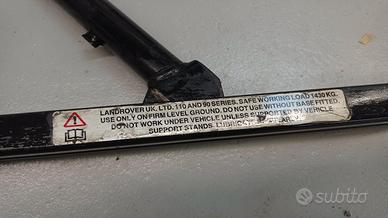 LANDROVER UK. LTD. 110 AND 90 SERIES. SAFE WORKING LOAD 1430 KG.
USE ONLY ON FIRM LEVEL GROUND. DO NOT USE WITHOUT BASE FITTED.
DO NOT WORK UNDER VEHICLE UNLESS SUPPORTED BY VEHICLE
SUPPORT STANDS. LUBRICATE
subito